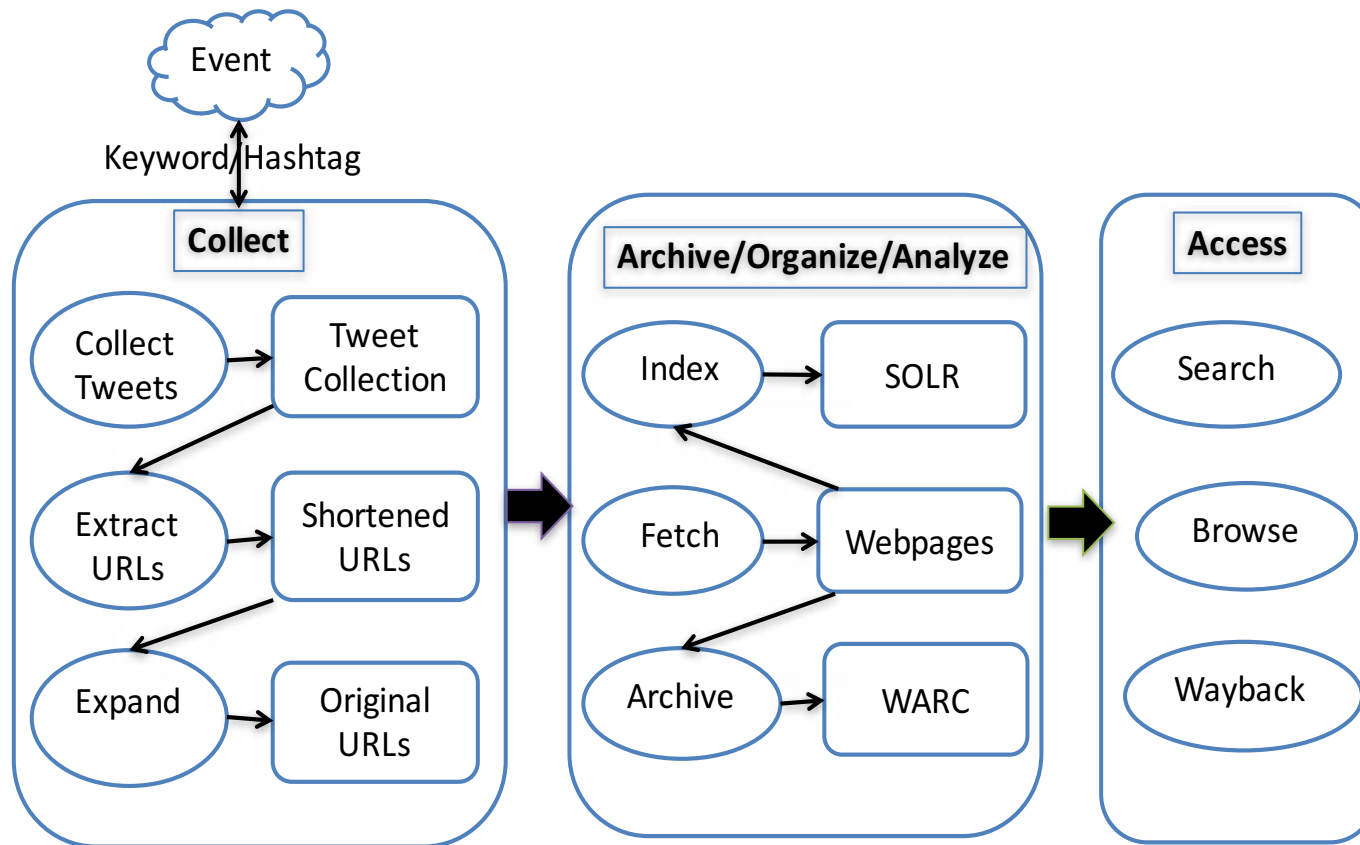 Event
Keyword/Hashtag
Collect
Collect
Tweets
Tweet
Collection
Extract
URLs
Shortened
URLs
Expand
Original
URLs
Archive/Organize/Analyze
Index
SOLR
Fetch
Webpages
Archive
WARC
Access
Search
Browse
Wayback